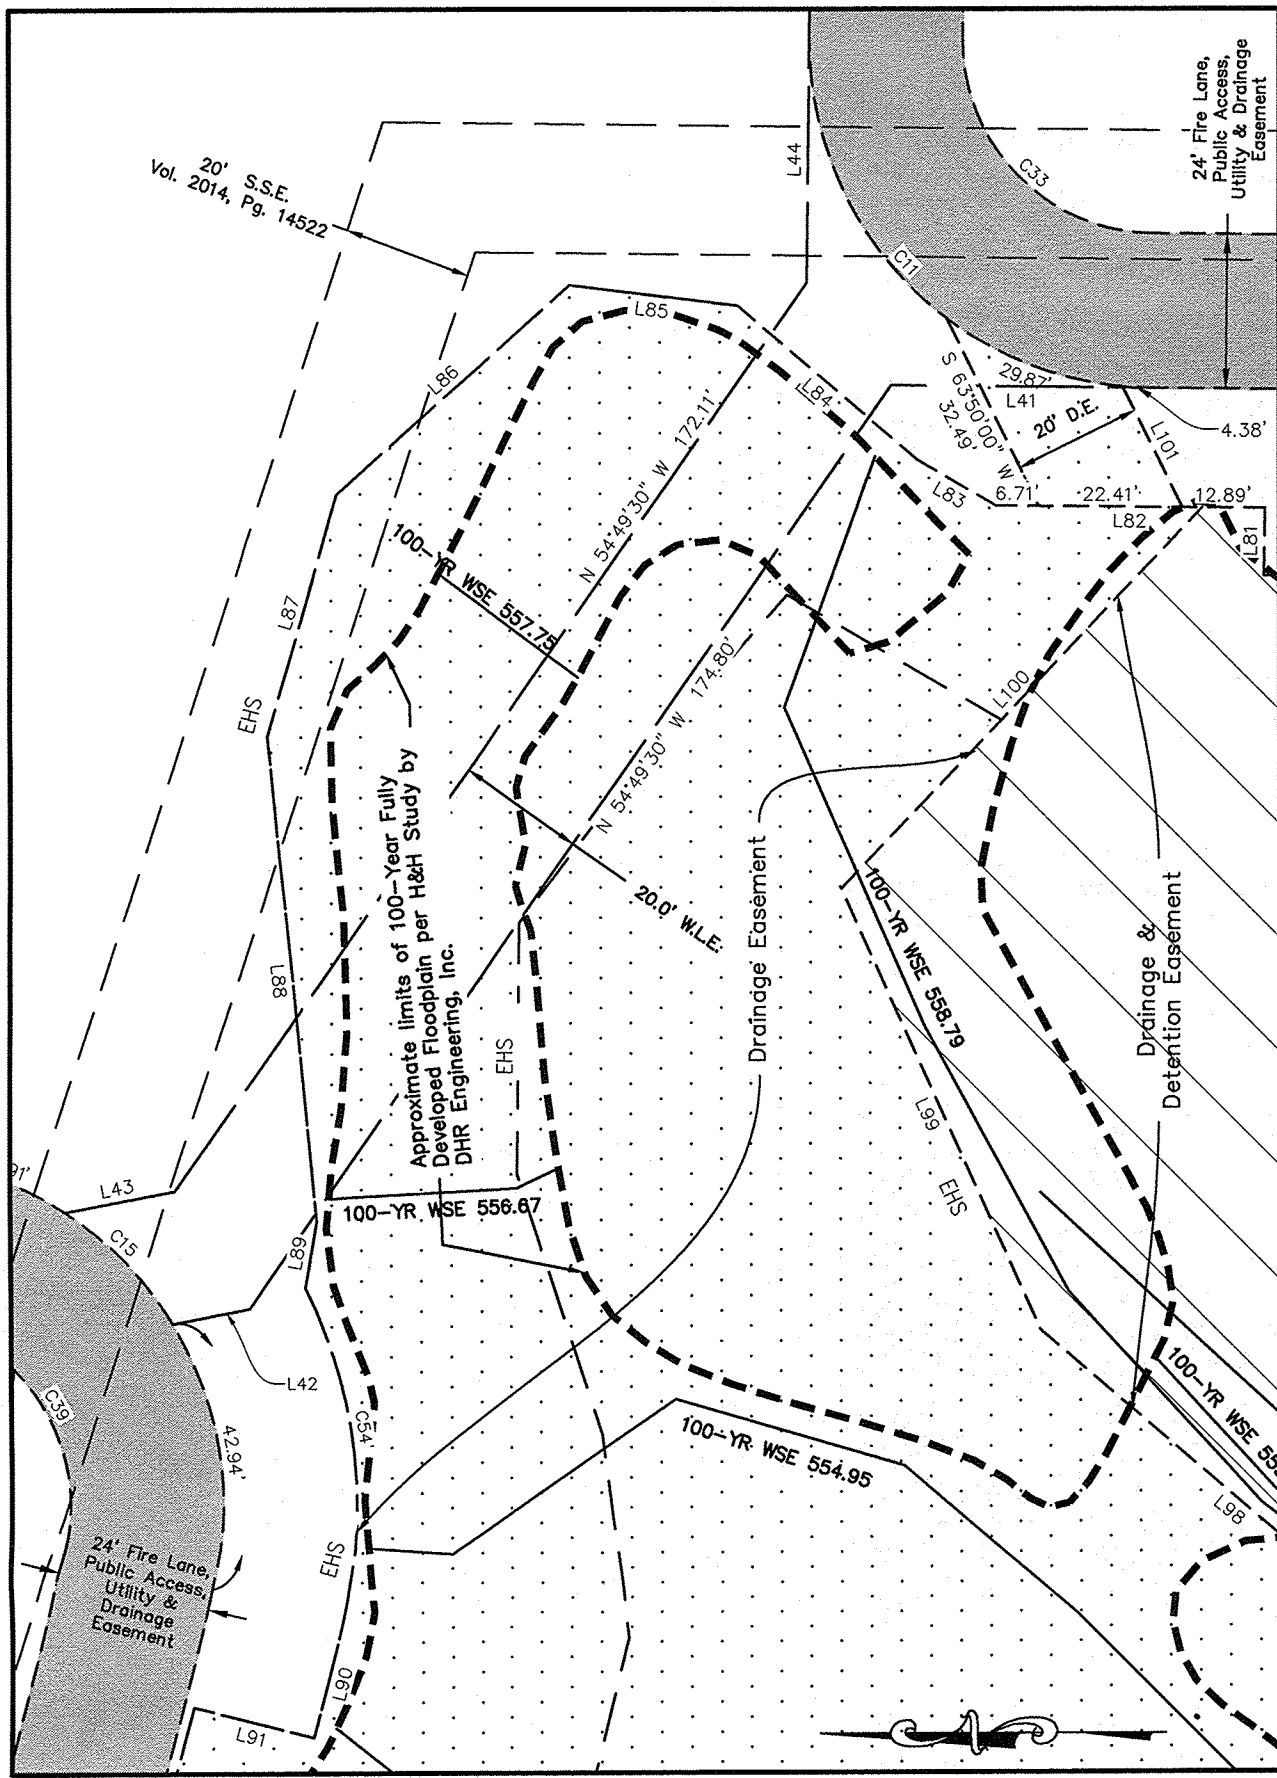 20' S.S.E.
Vol. 2014, Pg. 14522
L44
C33
24' Fire Lane,
Public Access,
Utility & Drainage
Easement
C11
L85
L86
L84
29.87'
L41
S 63°50'00" W
32.49'
20' D.E.
L101
4.38'
L83
6.71'
22.41'
12.89'
L82
L81
N 54°49'30" W 172.11'
100-YR WSE 557.75
L87
EHS
N 54°49'30" W 174.80'
L100
Approximate limits of 100-Year Fully
Developed Floodplain per H&H Study by
DHR Engineering, Inc.
20.0' W.L.E.
Drainage Easement
100-YR WSE 558.79
Drainage &
Detention Easement
L88
EHS
L99
EHS
L43
C15
100-YR WSE 556.67
L89
L42
C39
42.94'
C54
100-YR WSE 554.95
100-YR WSE
L98
EHS
24' Fire Lane,
Public Access,
Utility &
Drainage
Easement
L90
L91